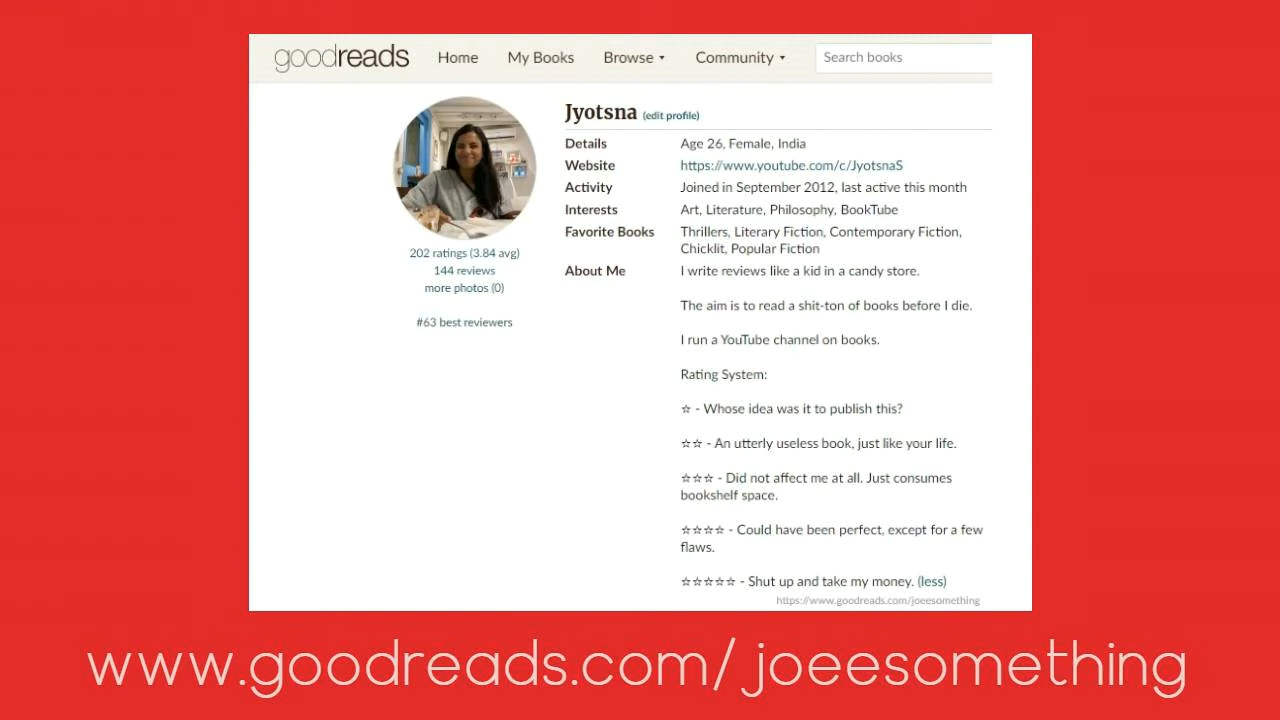 goodreads Home My Books Browse Community Search books
Jyotsna (edit profile)
Details Age 26, Female, India
Website https://www.youtube.com/c/JyotsnaS
Activity Joined in September 2012, last active this month
Interests Art, Literature, Philosophy, BookTube
Favorite Books Thrillers, Literary Fiction, Contemporary Fiction,
Chicklit, Popular Fiction
202 ratings (3.84 avg)
144 reviews
more photos (0)
#63 best reviewers
About Me I write reviews like a kid in a candy store.
The aim is to read a shit-ton of books before I die.
I run a YouTube channel on books.
Rating System:
☆ - Whose idea was it to publish this?
☆☆ - An utterly useless book, just like your life.
☆☆☆ - Did not affect me at all. Just consumes
bookshelf space.
☆☆☆☆ - Could have been perfect, except for a few
flaws.
☆☆☆☆☆ - Shut up and take my money. (less)
https://www.goodreads.com/joeesomething
www.goodreads.com/joeesomething